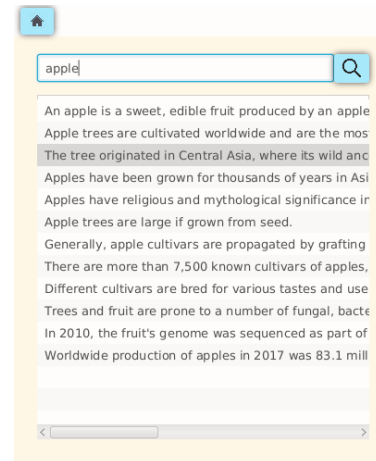 apple
An apple is a sweet, edible fruit produced by an apple
Apple trees are cultivated worldwide and are the mos
The tree originated in Central Asia, where its wild anc
Apples have been grown for thousands of years in Asi
Apples have religious and mythological significance in
Apple trees are large if grown from seed.
Generally, apple cultivars are propagated by grafting
There are more than 7,500 known cultivars of apples,
Different cultivars are bred for various tastes and use
Trees and fruit are prone to a number of fungal, bacte
In 2010, the fruit's genome was sequenced as part of
Worldwide production of apples in 2017 was 83.1 mill